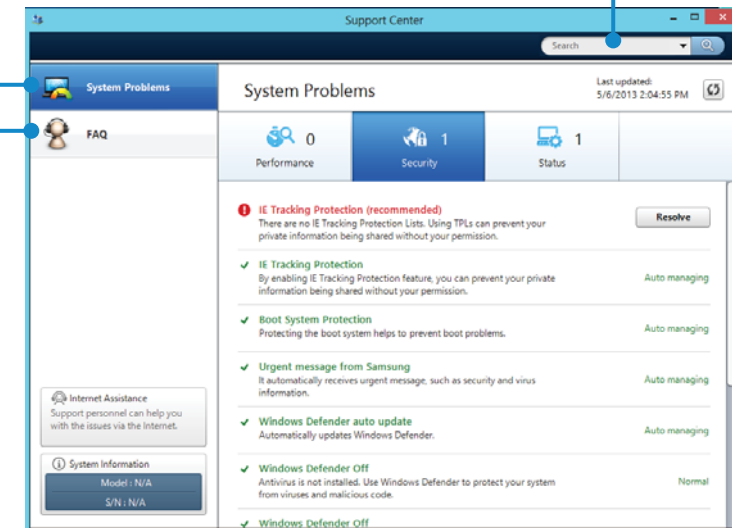 Support Center
Search
System Problems
FAQ
System Problems
Last updated:
5/6/2013 2:04:55 PM
0
Performance
1
Security
1
Status
IE Tracking Protection (recommended)
There are no IE Tracking Protection Lists. Using TPLs can prevent your
private information being shared without your permission.
Resolve
IE Tracking Protection
By enabling IE Tracking Protection feature, you can prevent your private
information being shared without your permission.
Auto managing
Boot System Protection
Protecting the boot system helps to prevent boot problems.
Auto managing
Urgent message from Samsung
It automatically receives urgent message, such as security and virus
information.
Auto managing
Windows Defender auto update
Automatically updates Windows Defender.
Auto managing
Windows Defender Off
Antivirus is not installed. Use Windows Defender to protect your system
from viruses and malicious code.
Normal
Windows Defender Off
Internet Assistance
Support personnel can help you
with the issues via the Internet.
System Information
Model : N/A
S/N : N/A